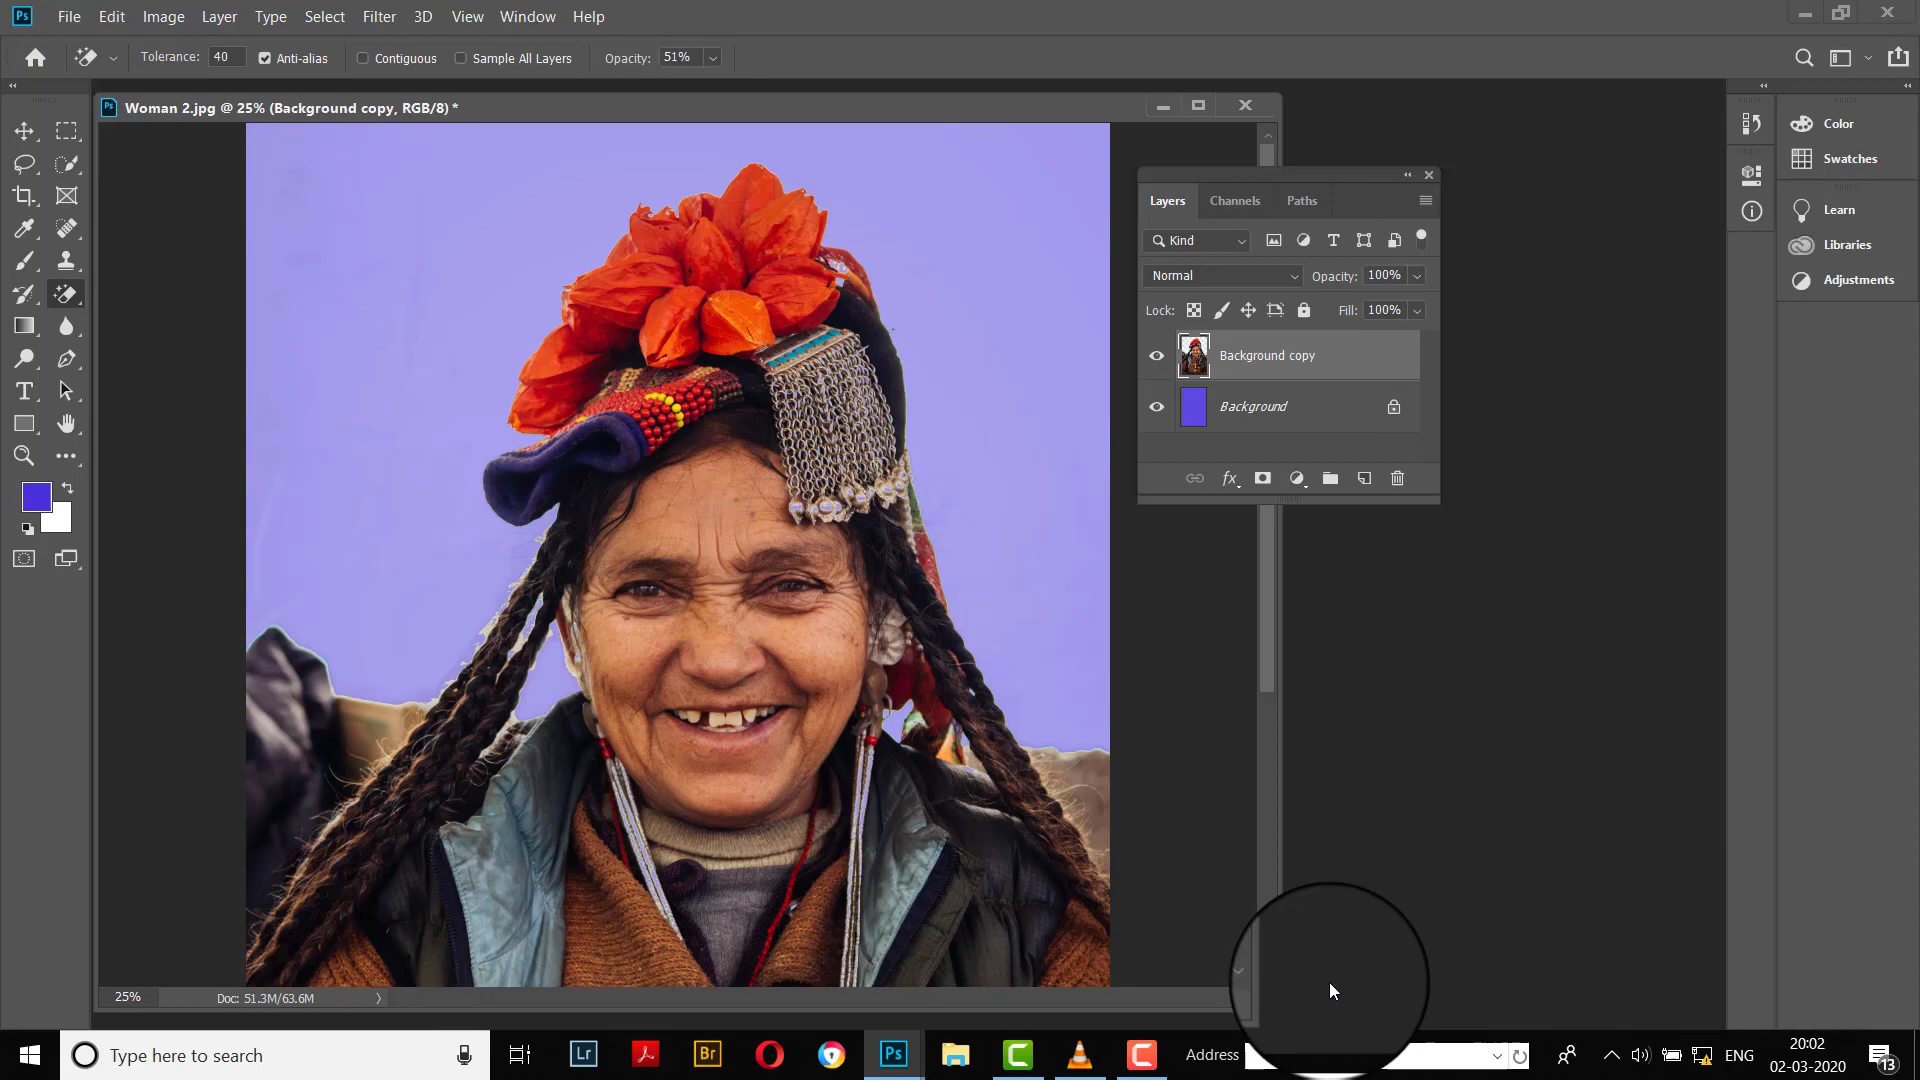 Ps File Edit Image Layer Type Select Filter 3D View Window Help
Tolerance: 40 Anti-alias Contiguous Sample All Layers Opacity: 51%
Ps Woman 2.jpg @ 25% (Background copy, RGB/8) *
Color
Swatches
Learn
Libraries
Adjustments
Layers Channels Paths
Kind
Normal Opacity: 100%
Lock: Fill: 100%
Background copy
Background
fx
25% Doc: 51.3M/63.6M
Type here to search Lr Br Ps Address ENG 20:02
02-03-2020 13